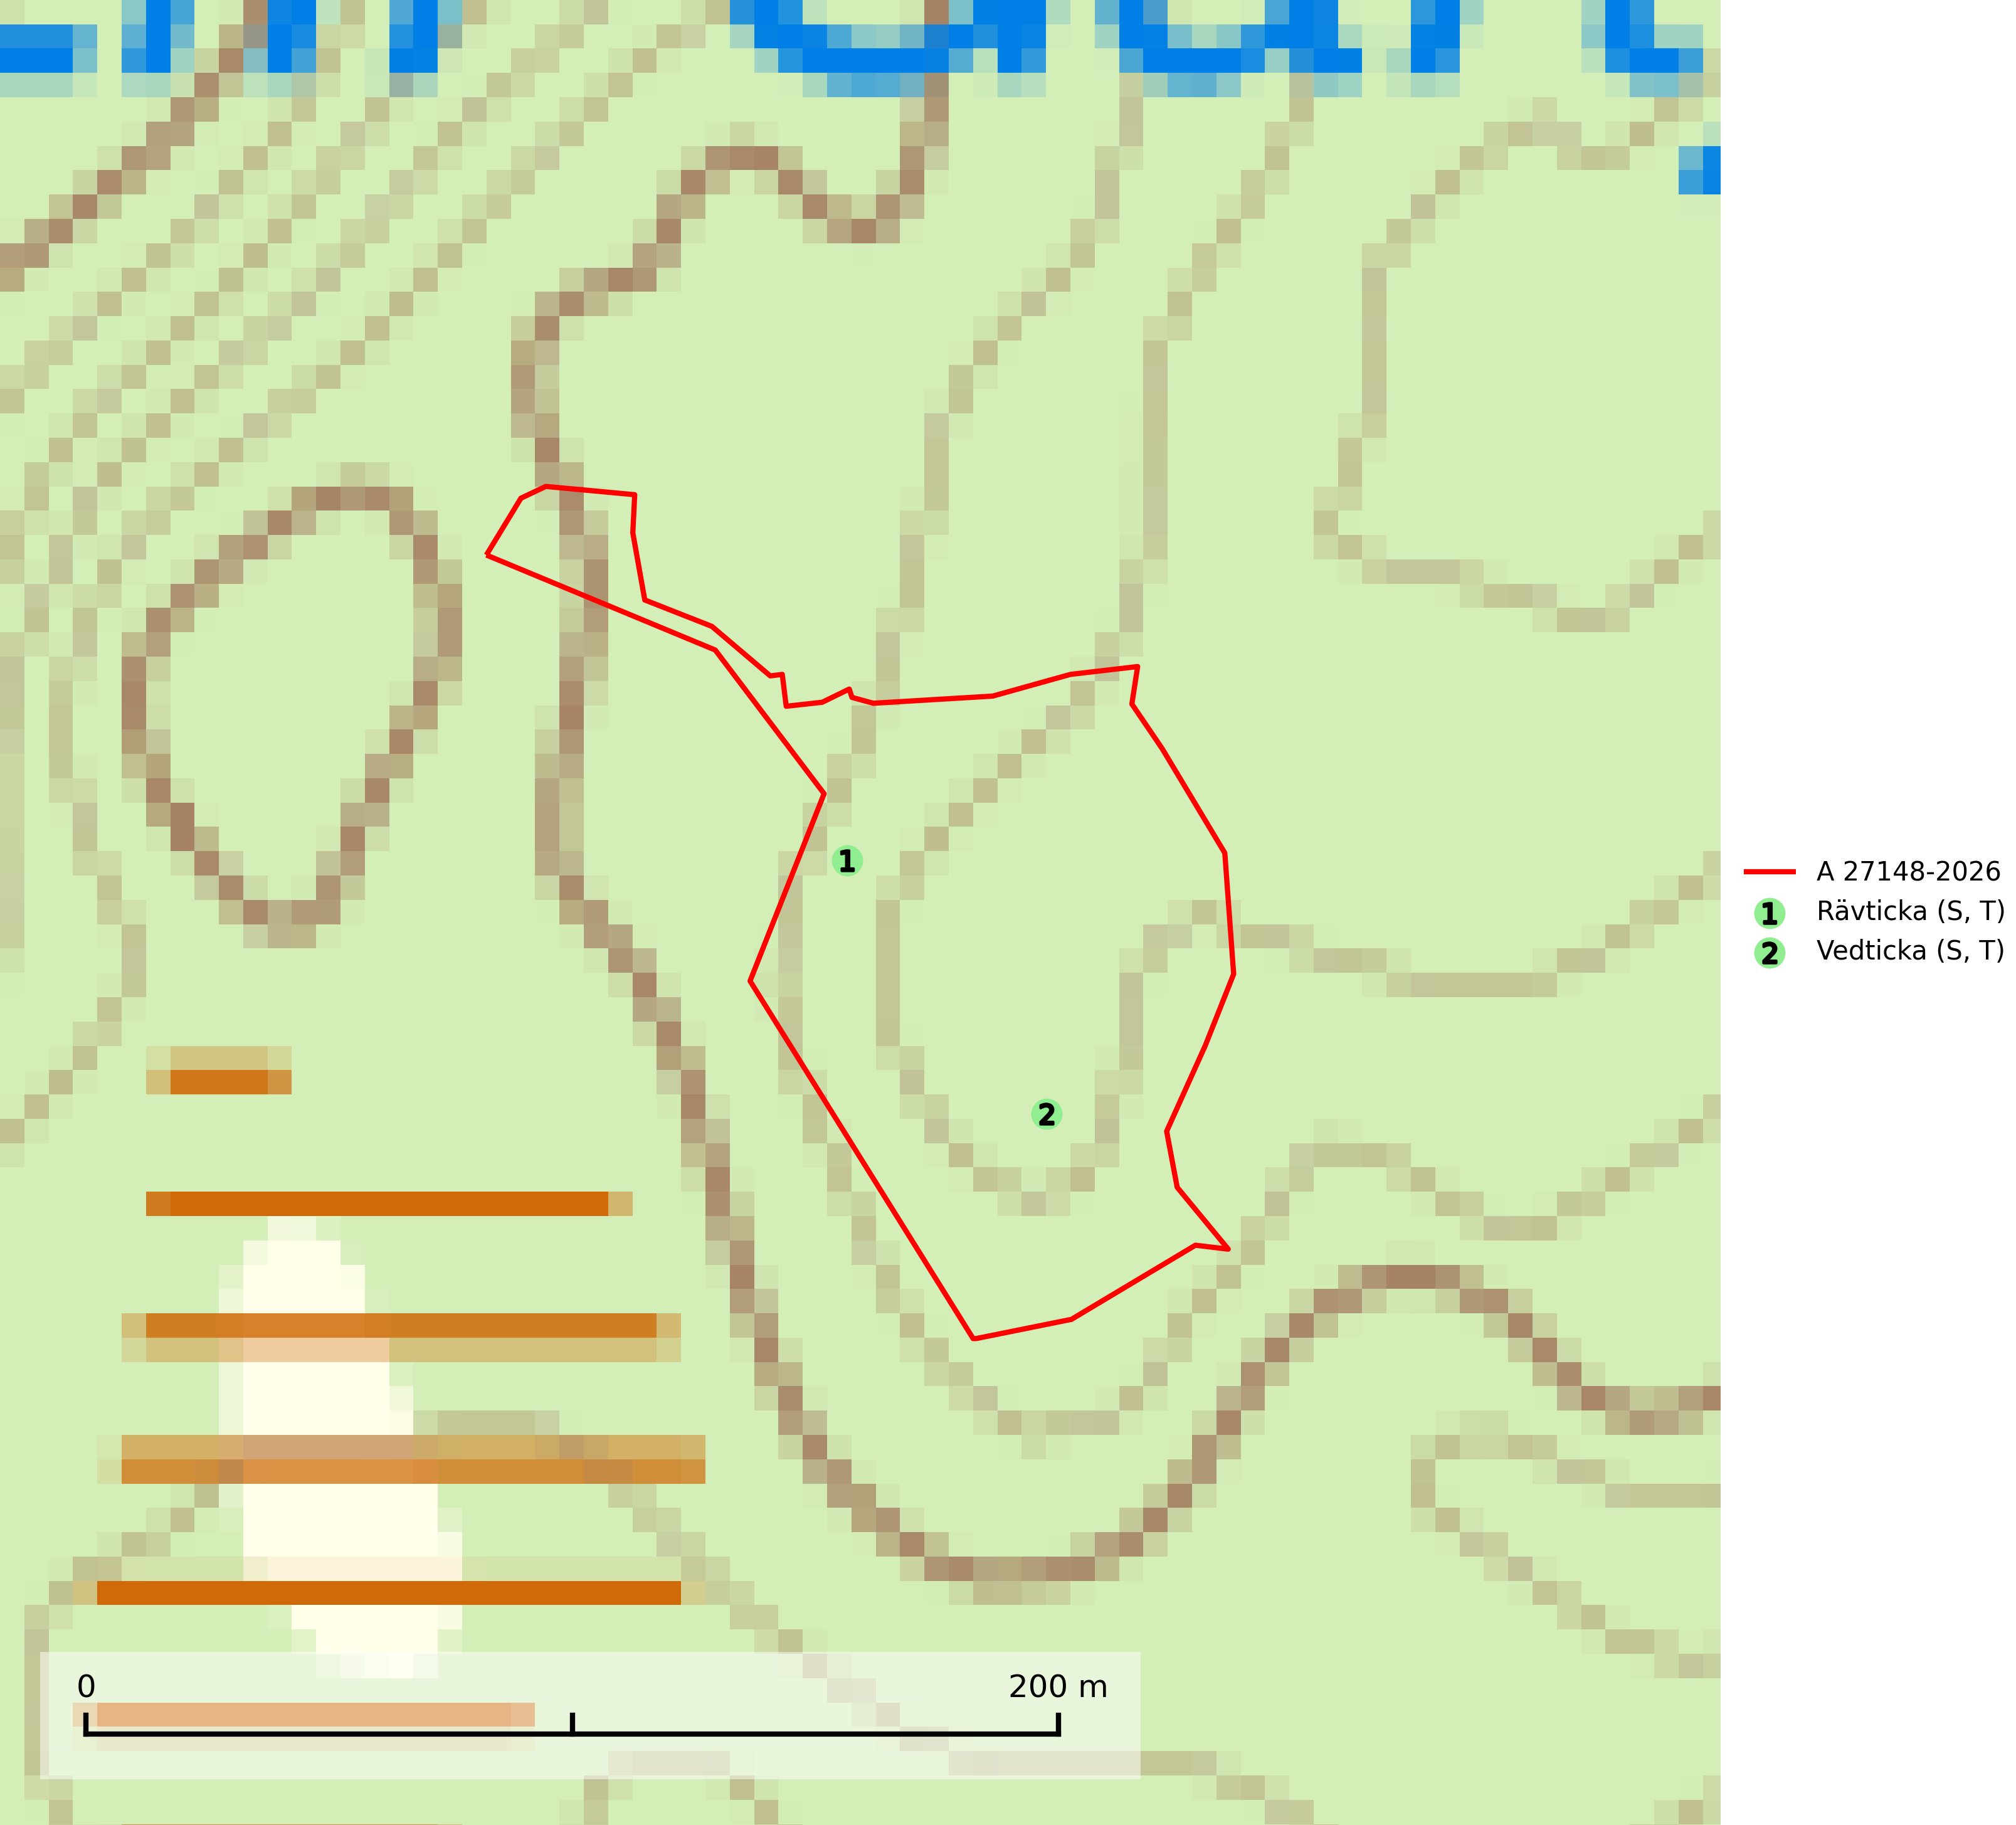 1
2
A 27148-2026
1 Rävticka (S, T)
2 Vedticka (S, T)
0 200 m